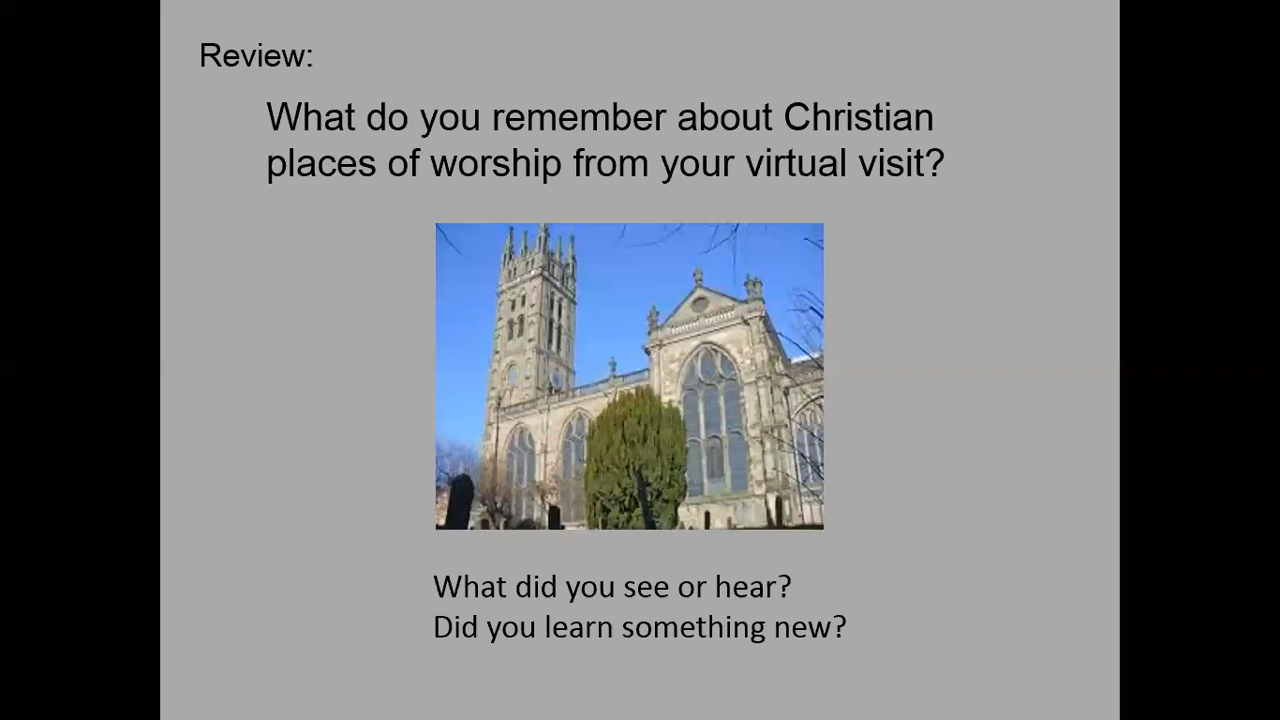 Review:
What do you remember about Christian
places of worship from your virtual visit?
What did you see or hear?
Did you learn something new?